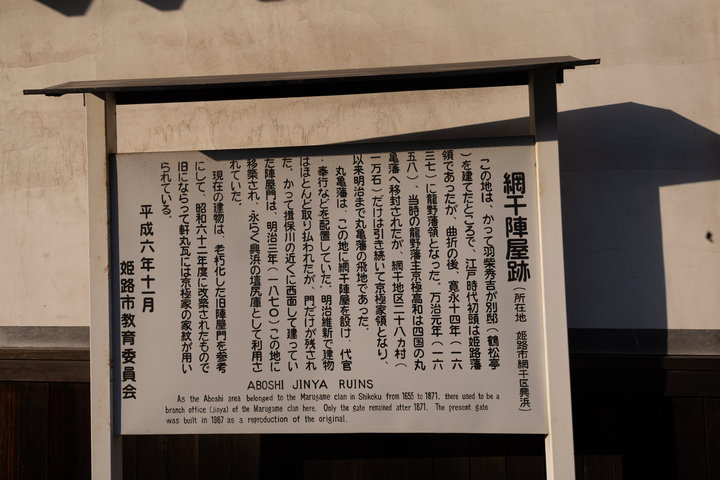 網干陣屋跡（所在地　姫路市網干区興浜）
この地は、かって羽柴秀吉が別邸（鶴松亭
）を建てたところで、江戸時代初頭は姫路藩
領であったが、曲折の後、寛永十四年（一六
三七）に龍野藩領となった。万治元年（一六
五八）、当時の龍野藩主京極高和は四国の丸
亀藩へ移封されたが、網干地区二十八ヵ村（
一万石）だけは引き続いて京極家領となり、
以来明治まで丸亀藩の飛地であった。
丸亀藩は、この地に網干陣屋を設け、代官
・奉行などを配置していた。明治維新で建物
はほとんど取り払われたが、門だけが残され
た。かって揖保川の近くに西面して建ってい
た陣屋門は、明治三年（一八七〇）この地に
移築され、永らく興浜の塩尻庫として利用さ
れていた。
現在の建物は、老朽化した旧陣屋門を参考
にして、昭和六十二年度に改築されたもので
旧にならって軒丸瓦には京極家の家紋が用い
られている。
平成六年十一月
姫路市教育委員会
ABOSHI JINYA RUINS
As the Aboshi area belonged to the Marugame clan in Shikoku from 1655 to 1871, there used to be a
branch office (jinya) of the Marugame clan here. Only the gate remained after 1871. The present gate
was built in 1987 as a reproduction of the original.